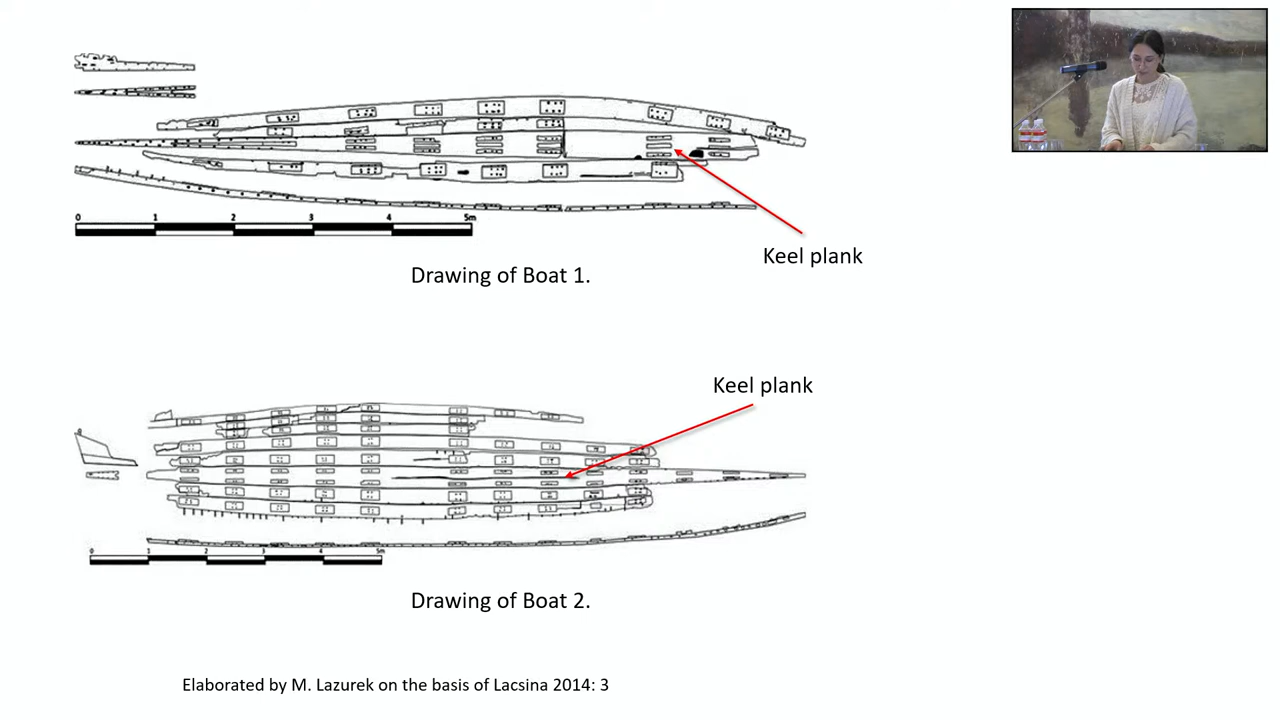 0 1 2 3 4 5m
Keel plank
Drawing of Boat 1.
Keel plank
0 1 2 3 4 5m
Drawing of Boat 2.
Elaborated by M. Lazurek on the basis of Lacsina 2014: 3